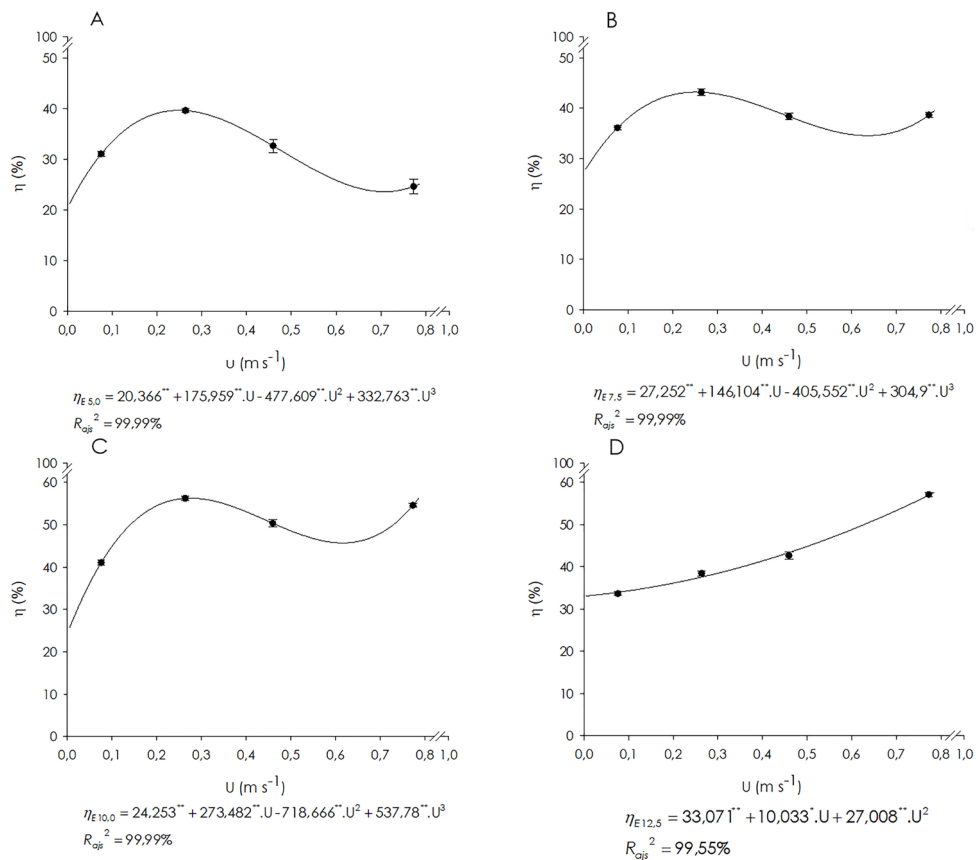 A
100
50
40
30
20
10
0
η (%)
0,0 0,1 0,2 0,3 0,4 0,5 0,6 0,7 0,8 1,0
υ (m s⁻¹)
η_E 5,0 = 20,366** +175,959**.U- 477,609**.U² + 332,763**.U³
R_ajs² = 99,99%
B
100
50
40
30
20
10
0
η (%)
0,0 0,1 0,2 0,3 0,4 0,5 0,6 0,7 0,8 1,0
U (m s⁻¹)
η_E 7,5 = 27,252** +146,104**.U- 405,552**.U² + 304,9**.U³
R_ajs² = 99,99%
C
100
60
50
40
30
20
10
0
η (%)
0,0 0,1 0,2 0,3 0,4 0,5 0,6 0,7 0,8 1,0
U (m s⁻¹)
η_E 10,0 = 24,253** + 273,482**.U-718,666**.U² + 537,78**.U³
R_ajs² = 99,99%
D
100
60
50
40
30
20
10
0
η (%)
0,0 0,1 0,2 0,3 0,4 0,5 0,6 0,7 0,8 1,0
U (m s⁻¹)
η_E 12,5 = 33,071** +10,033*.U + 27,008**.U²
R_ajs² = 99,55%